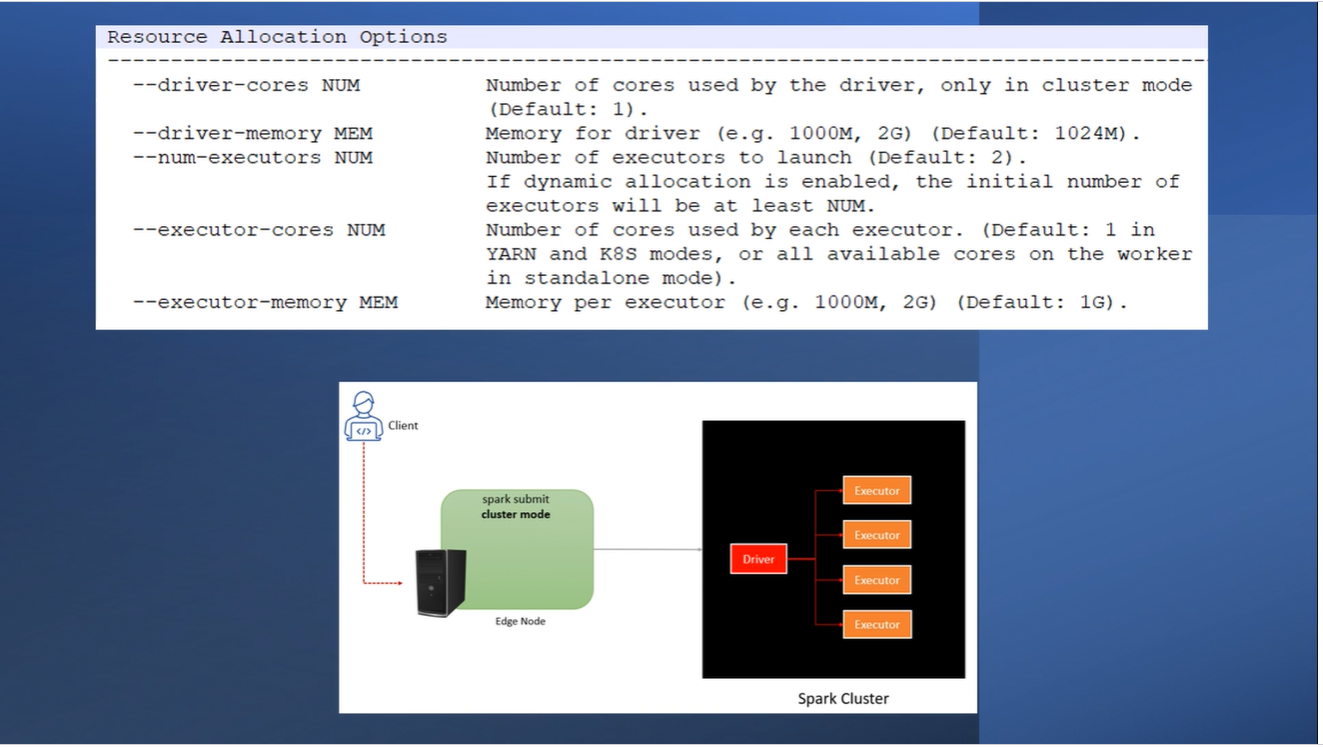 Resource Allocation Options
--------------------------------------------------------------------------------------
--driver-cores NUM Number of cores used by the driver, only in cluster mode
(Default: 1).
--driver-memory MEM Memory for driver (e.g. 1000M, 2G) (Default: 1024M).
--num-executors NUM Number of executors to launch (Default: 2).
If dynamic allocation is enabled, the initial number of
executors will be at least NUM.
--executor-cores NUM Number of cores used by each executor. (Default: 1 in
YARN and K8S modes, or all available cores on the worker
in standalone mode).
--executor-memory MEM Memory per executor (e.g. 1000M, 2G) (Default: 1G).
</>
Client
spark submit
cluster mode
Edge Node
Driver
Executor
Executor
Executor
Executor
Spark Cluster